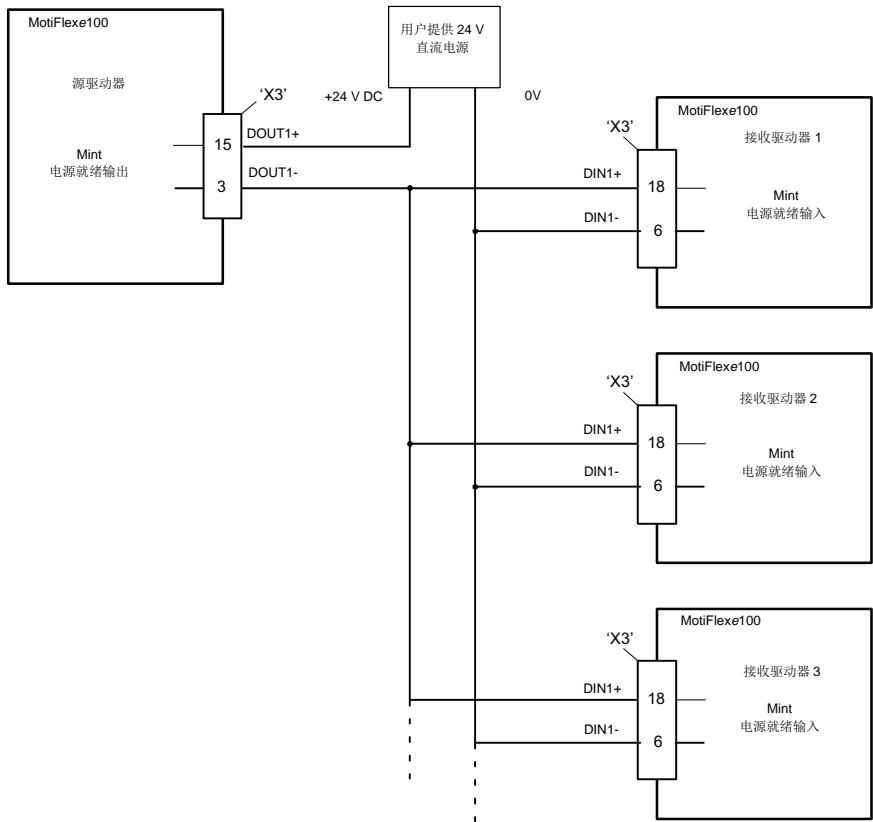 MotiFlexe100
源驱动器
'X3'
Mint
电源就绪输出
15
3
DOUT1+
DOUT1-
用户提供 24 V
直流电源
+24 V DC
0V
MotiFlexe100
'X3'
接收驱动器 1
DIN1+
18
Mint
电源就绪输入
DIN1-
6
MotiFlexe100
'X3'
接收驱动器 2
DIN1+
18
Mint
电源就绪输入
DIN1-
6
MotiFlexe100
'X3'
接收驱动器 3
DIN1+
18
Mint
电源就绪输入
DIN1-
6